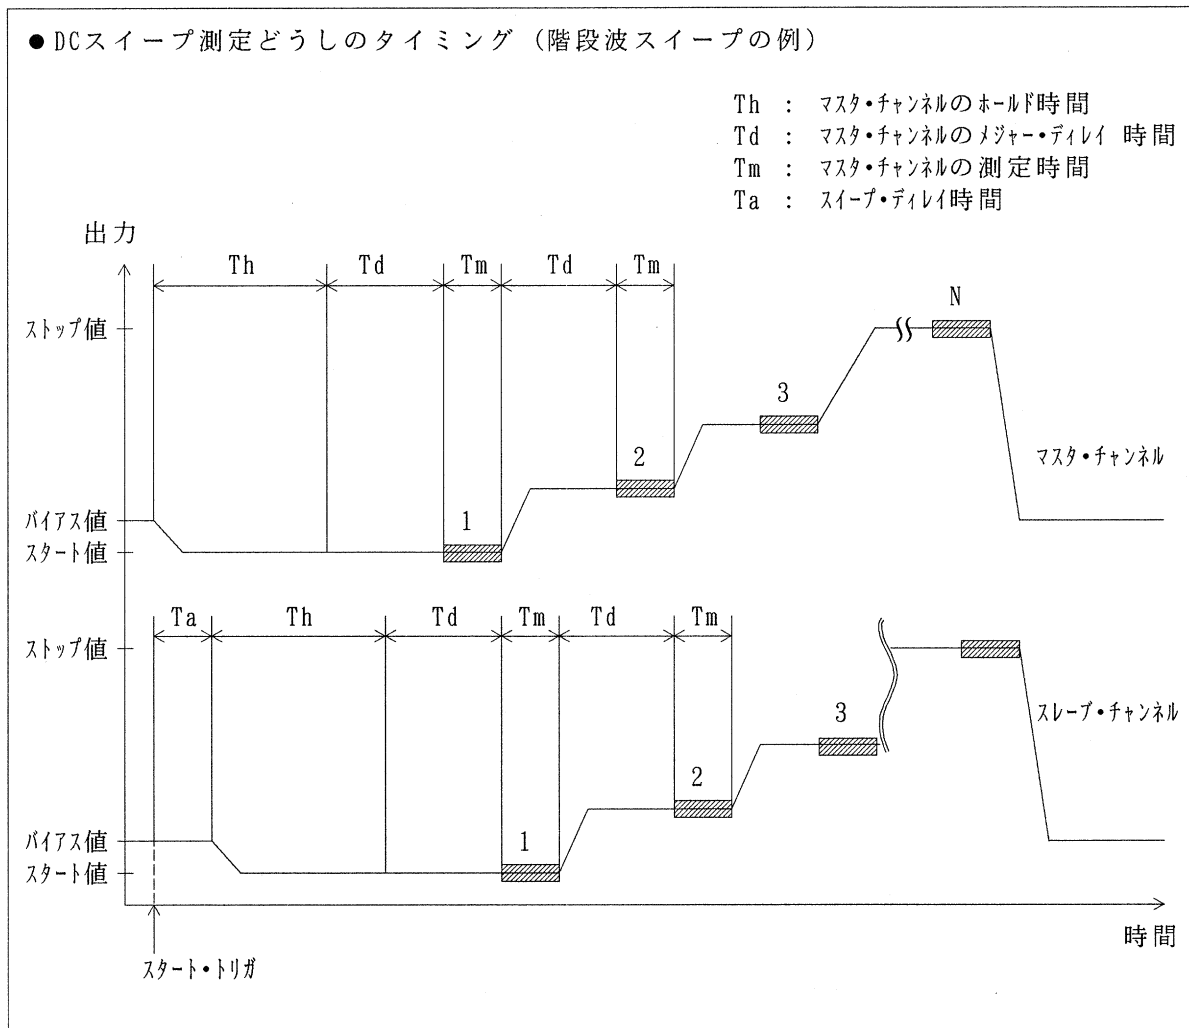 ●DCスイープ測定どうしのタイミング（階段波スイープの例）
Th : マスタ・チャンネルのホールド時間
Td : マスタ・チャンネルのメジャー・ディレイ 時間
Tm : マスタ・チャンネルの測定時間
Ta : スイープ・ディレイ時間
出力
Th Td Tm Td Tm
ストップ値
N
3
2
マスタ・チャンネル
1
バイアス値
スタート値
Ta Th Td Tm Td Tm
ストップ値
3
スレーブ・チャンネル
2
1
バイアス値
スタート値
時間
スタート・トリガ